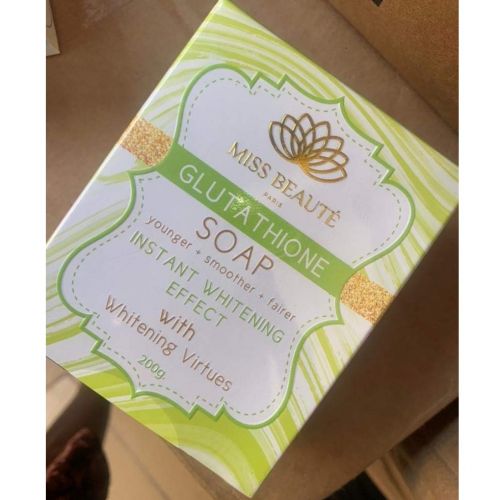 MISS BEAUTÉ
PARIS
GLUTATHIONE
SOAP
younger + smoother + fairer
INSTANT WHITENING
EFFECT
with
Whitening Virtues
200g